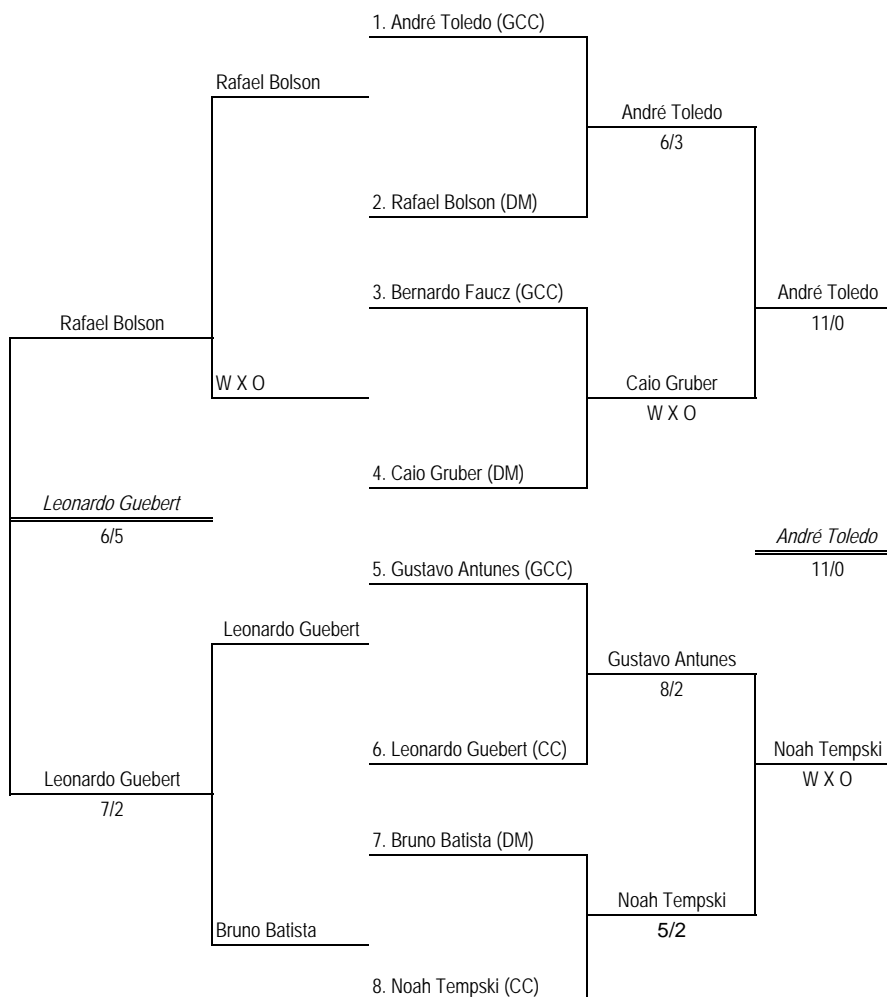 1. André Toledo (GCC)
Rafael Bolson
André Toledo
6/3
2. Rafael Bolson (DM)
3. Bernardo Faucz (GCC)
André Toledo
11/0
Rafael Bolson
W X O
Caio Gruber
W X O
4. Caio Gruber (DM)
Leonardo Guebert
6/5
André Toledo
11/0
5. Gustavo Antunes (GCC)
Leonardo Guebert
Gustavo Antunes
8/2
6. Leonardo Guebert (CC)
Noah Tempski
W X O
Leonardo Guebert
7/2
7. Bruno Batista (DM)
Noah Tempski
5/2
Bruno Batista
8. Noah Tempski (CC)